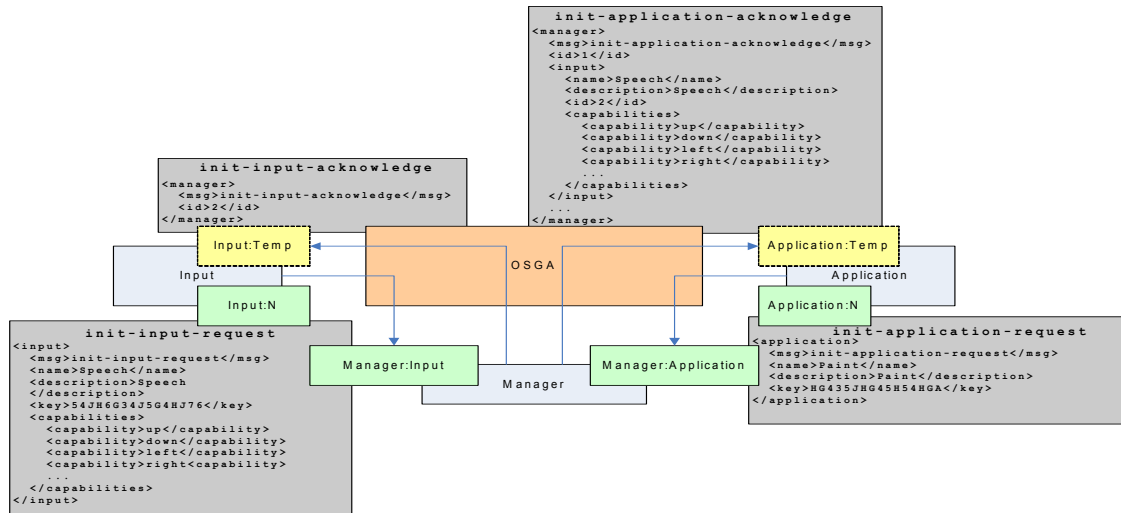 init-application-acknowledge
<manager>
<msg>init-application-acknowledge</msg>
<id>1</id>
<input>
<name>Speech</name>
<description>Speech</description>
<id>2</id>
<capabilities>
<capability>up</capability>
<capability>down</capability>
<capability>left</capability>
<capability>right</capability>
...
</capabilities>
</input>
...
</manager>
init-input-acknowledge
<manager>
<msg>init-input-acknowledge</msg>
<id>2</id>
</manager>
Input:Temp
Input
Input:N
OSGA
Application:Temp
Application
Application:N
init-input-request
<input>
<msg>init-input-request</msg>
<name>Speech</name>
<description>Speech
</description>
<key>54JH6G34J5G4HJ76</key>
<capabilities>
<capability>up</capability>
<capability>down</capability>
<capability>left</capability>
<capability>right<capability>
...
</capabilities>
</input>
Manager:Input
Manager
Manager:Application
init-application-request
<application>
<msg>init-application-request</msg>
<name>Paint</name>
<description>Paint</description>
<key>HG435JHG45H54HGA</key>
</application>